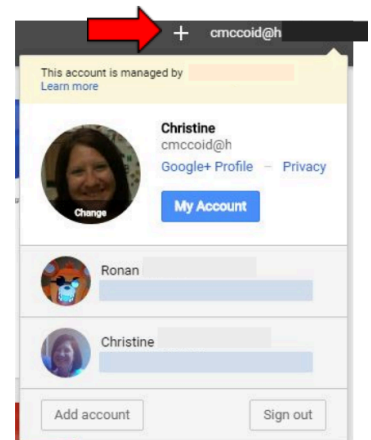 + cmccoid@h
This account is managed by
Learn more
Christine
cmccoid@h
Google+ Profile – Privacy
Change
My Account
Ronan
Christine
Add account
Sign out